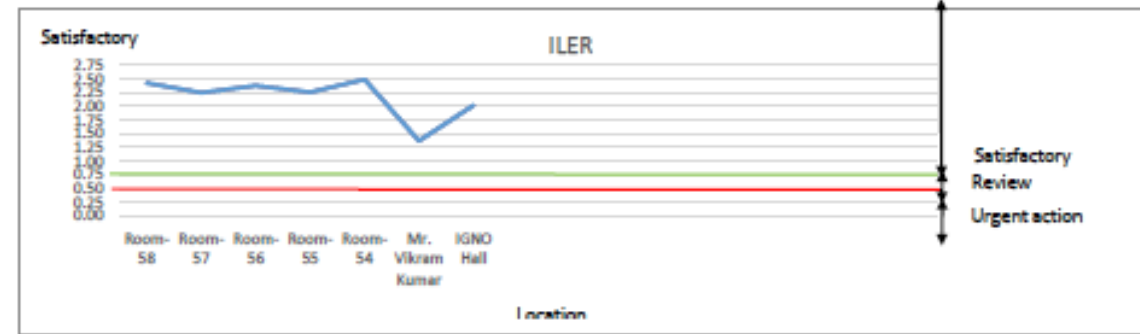 Satisfactory
ILER
2.75
2.50
2.25
2.00
1.75
1.50
1.25
1.00
0.75
0.50
0.25
0.00
Satisfactory
Review
Urgent action
Room- Room- Room- Room- Room- Mr. IGNO
58 57 56 55 54 Vikram Hall
Kumar
Location